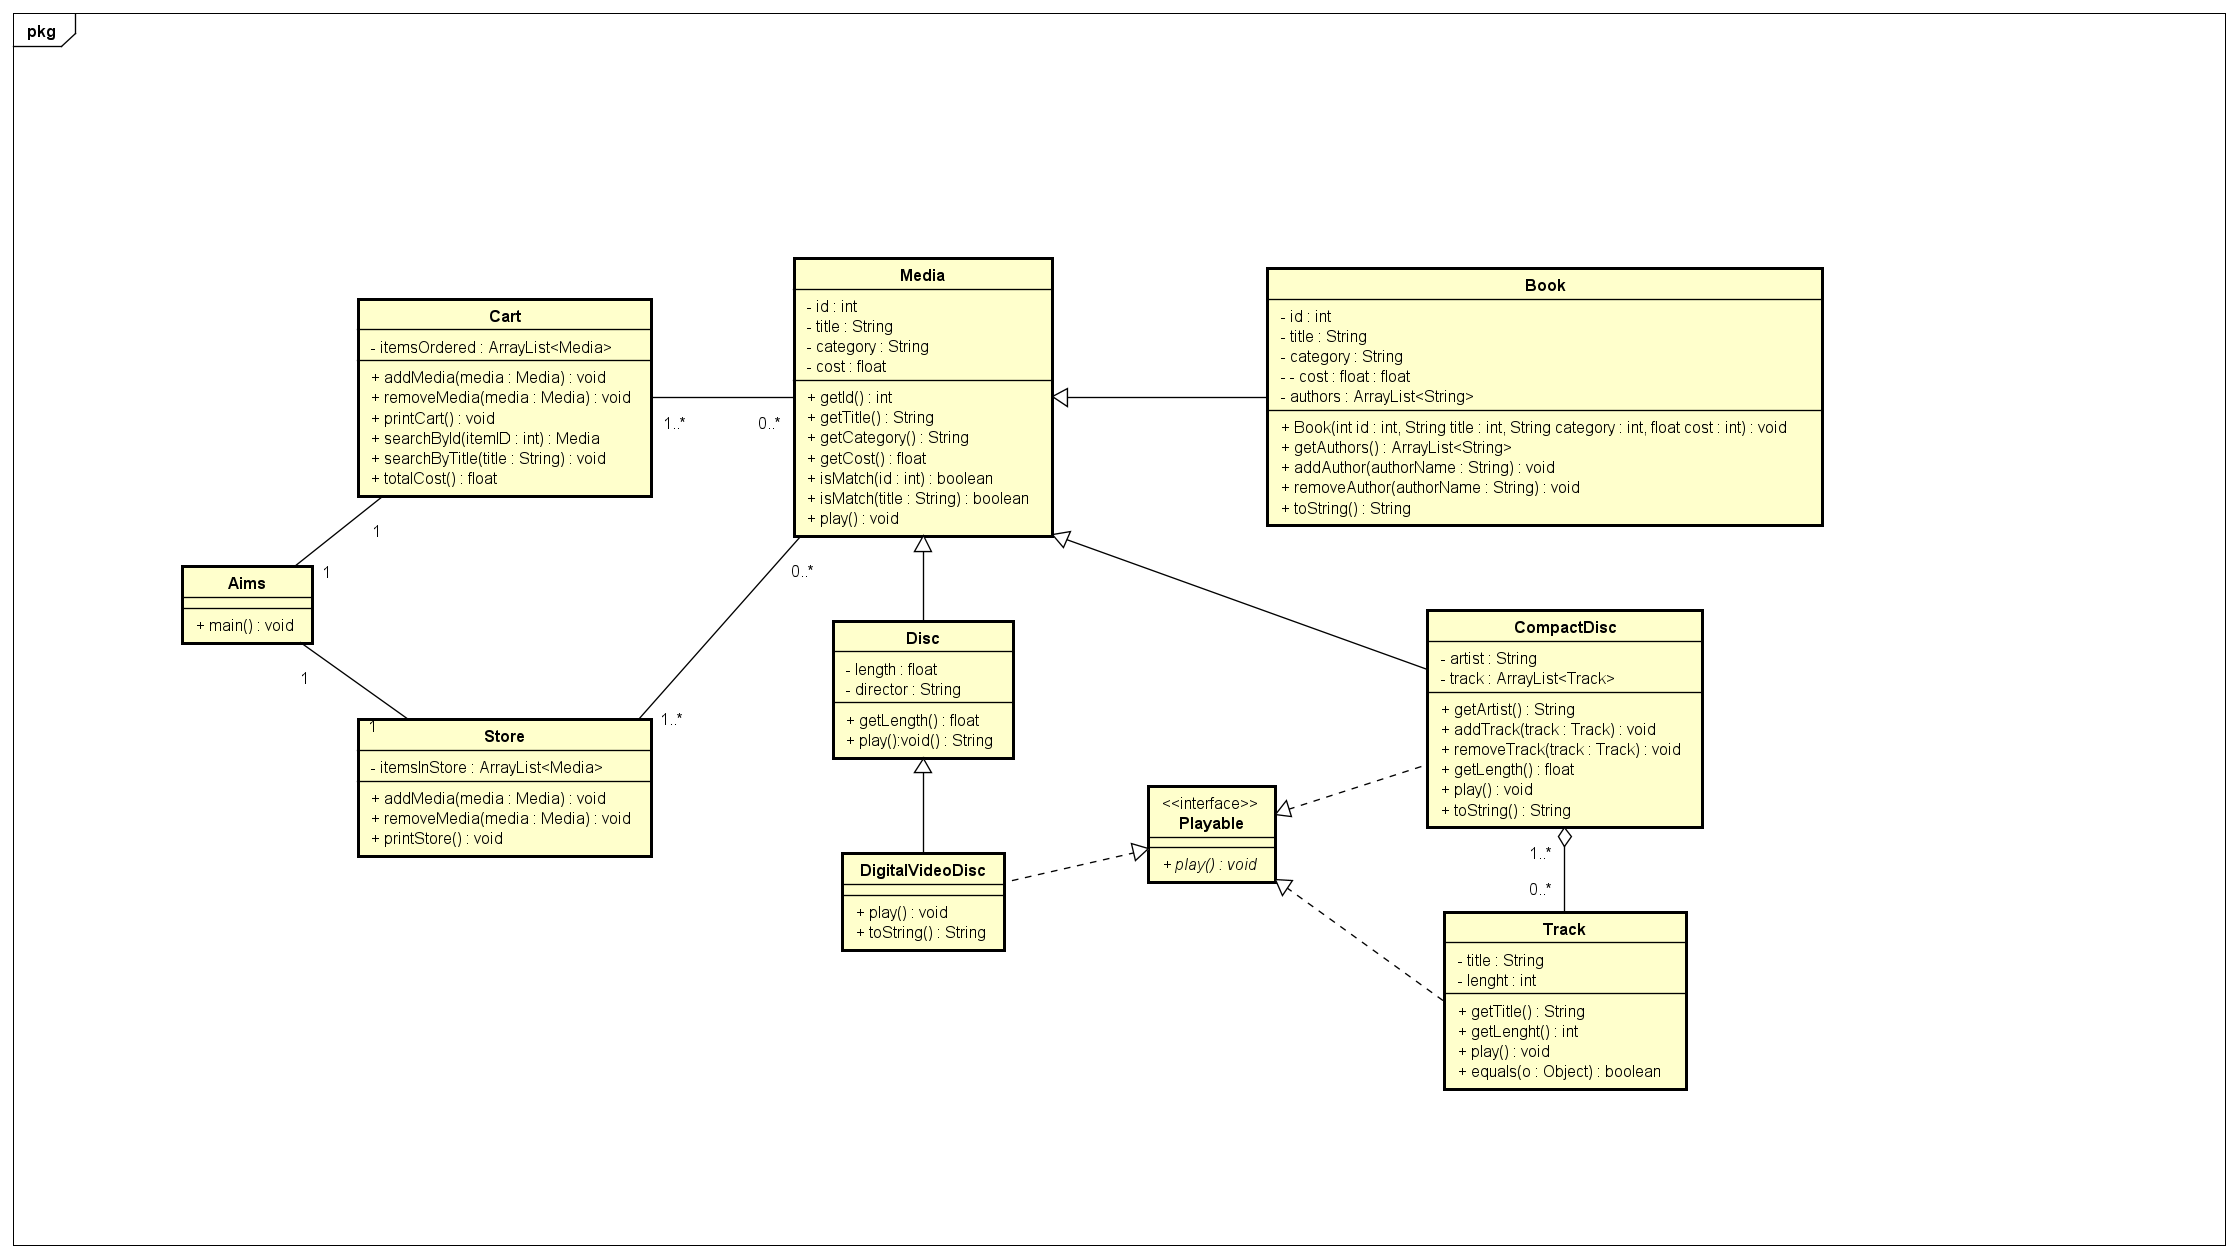 pkg
Media
- id : int
- title : String
- category : String
- cost : float
+ getId() : int
+ getTitle() : String
+ getCategory() : String
+ getCost() : float
+ isMatch(id : int) : boolean
+ isMatch(title : String) : boolean
+ play() : void
Book
- id : int
- title : String
- category : String
- - cost : float : float
- authors : ArrayList<String>
+ Book(int id : int, String title : int, String category : int, float cost : int) : void
+ getAuthors() : ArrayList<String>
+ addAuthor(authorName : String) : void
+ removeAuthor(authorName : String) : void
+ toString() : String
Cart
- itemsOrdered : ArrayList<Media>
+ addMedia(media : Media) : void
+ removeMedia(media : Media) : void
+ printCart() : void
+ searchById(itemID : int) : Media
+ searchByTitle(title : String) : void
+ totalCost() : float
1..*
0..*
1
1
0..*
Aims
+ main() : void
1
1
1..*
Store
- itemsInStore : ArrayList<Media>
+ addMedia(media : Media) : void
+ removeMedia(media : Media) : void
+ printStore() : void
Disc
- length : float
- director : String
+ getLength() : float
+ play():void() : String
CompactDisc
- artist : String
- track : ArrayList<Track>
+ getArtist() : String
+ addTrack(track : Track) : void
+ removeTrack(track : Track) : void
+ getLength() : float
+ play() : void
+ toString() : String
<<interface>>
Playable
+ play() : void
DigitalVideoDisc
+ play() : void
+ toString() : String
1..*
0..*
Track
- title : String
- lenght : int
+ getTitle() : String
+ getLenght() : int
+ play() : void
+ equals(o : Object) : boolean